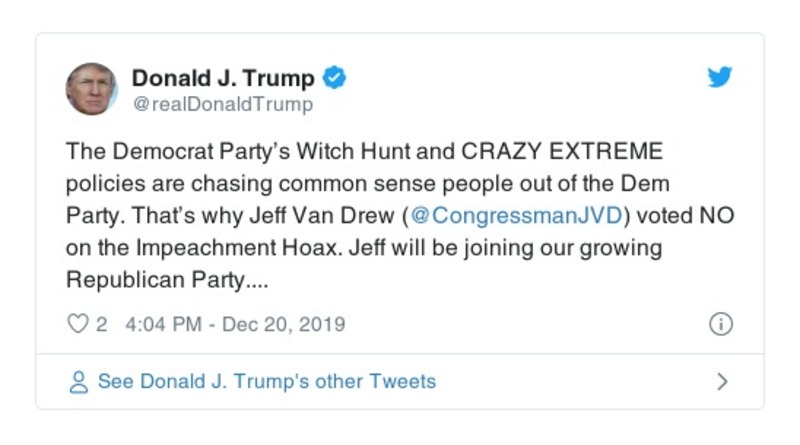 Donald J. Trump
@realDonaldTrump
The Democrat Party’s Witch Hunt and CRAZY EXTREME
policies are chasing common sense people out of the Dem
Party. That’s why Jeff Van Drew (@CongressmanJVD) voted NO
on the Impeachment Hoax. Jeff will be joining our growing
Republican Party....
2 4:04 PM - Dec 20, 2019
See Donald J. Trump's other Tweets